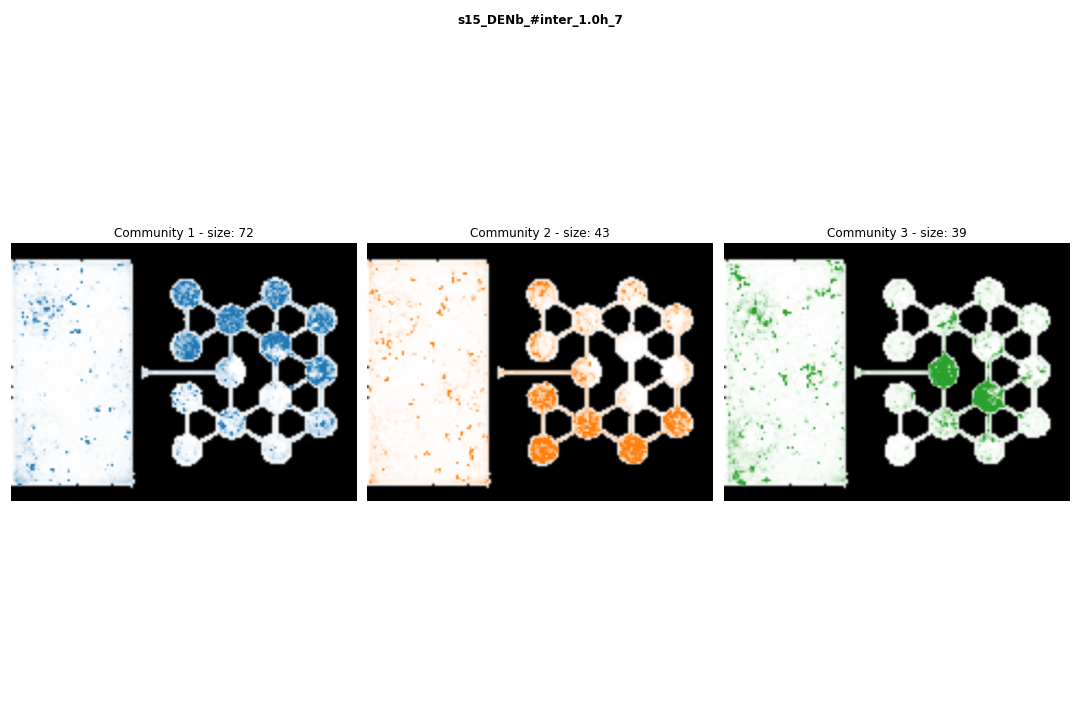 s15_DENb_#inter_1.0h_7
Community 1 - size: 72
Community 2 - size: 43
Community 3 - size: 39